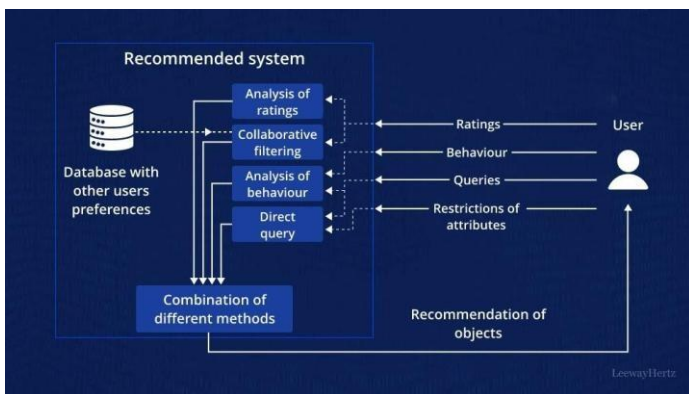 Recommended system
Analysis of
ratings
Collaborative
filtering
Analysis of
behaviour
Direct
query
Database with
other users
preferences
Combination of
different methods
Ratings
Behaviour
Queries
Restrictions of
attributes
User
Recommendation of
objects
LeewayHertz